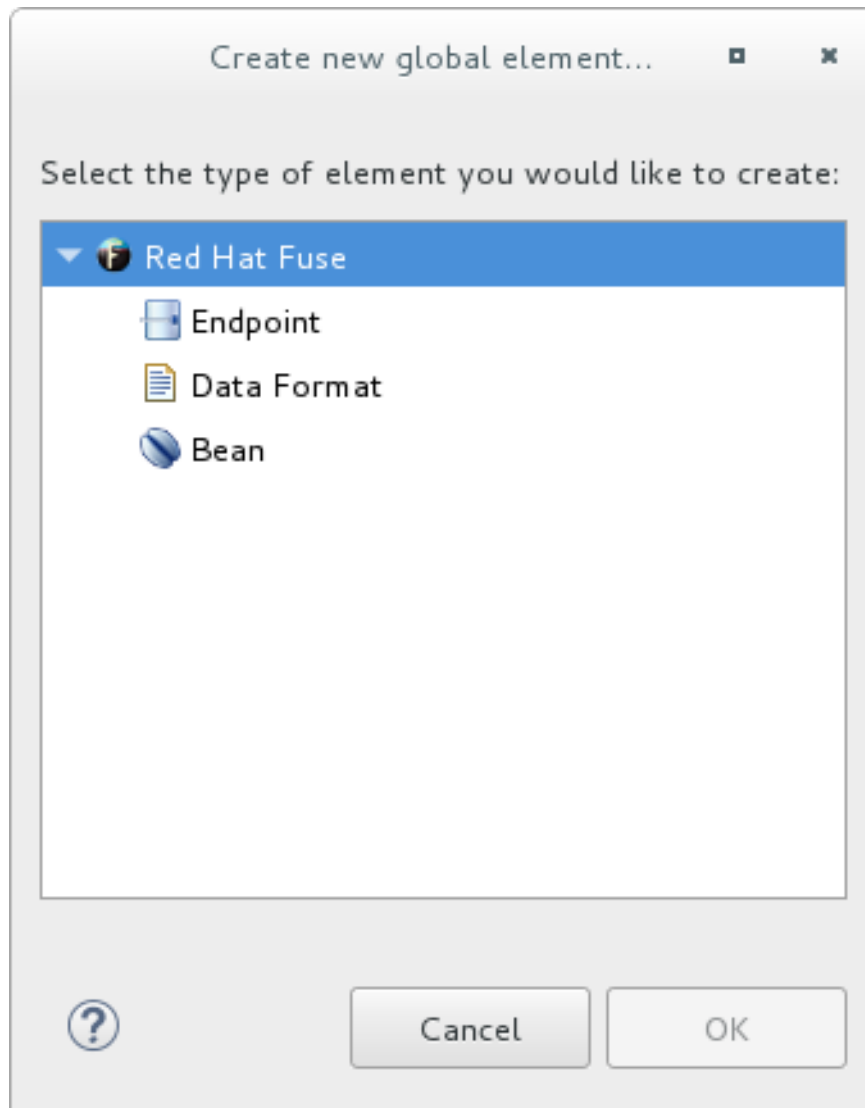 Create new global element...
Select the type of element you would like to create:
Red Hat Fuse
Endpoint
Data Format
Bean
?
Cancel
OK